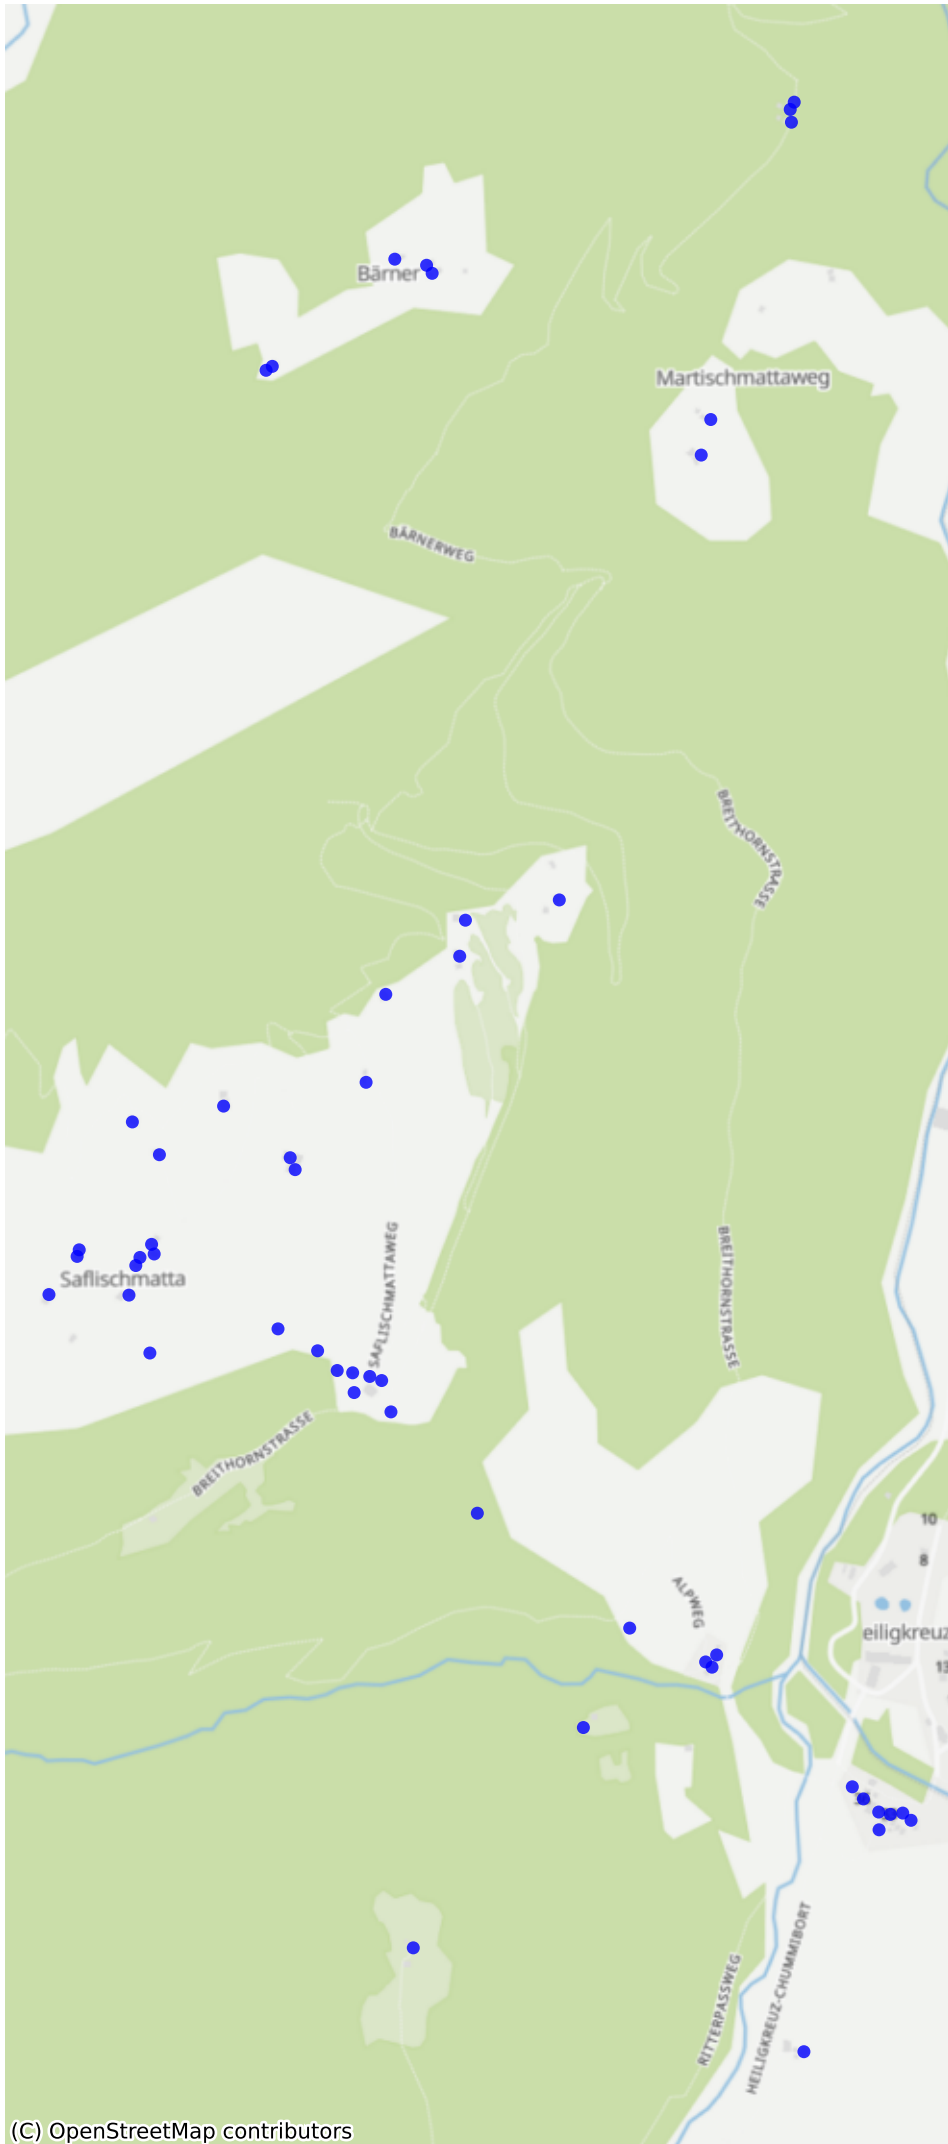 Bärner
Martischmattaweg
BÄRNERWEG
BREITHORNSTRASSE
SAFLISCHMATTAWEG
BREITHORNSTRASSE
Saflischmatta
BREITHORNSTRASSE
10
8
ALPWEG
eiligkreuz
13
HEILIGKREUZ-CHUMMIBORT
RITTERPASSWEG
(C) OpenStreetMap contributors